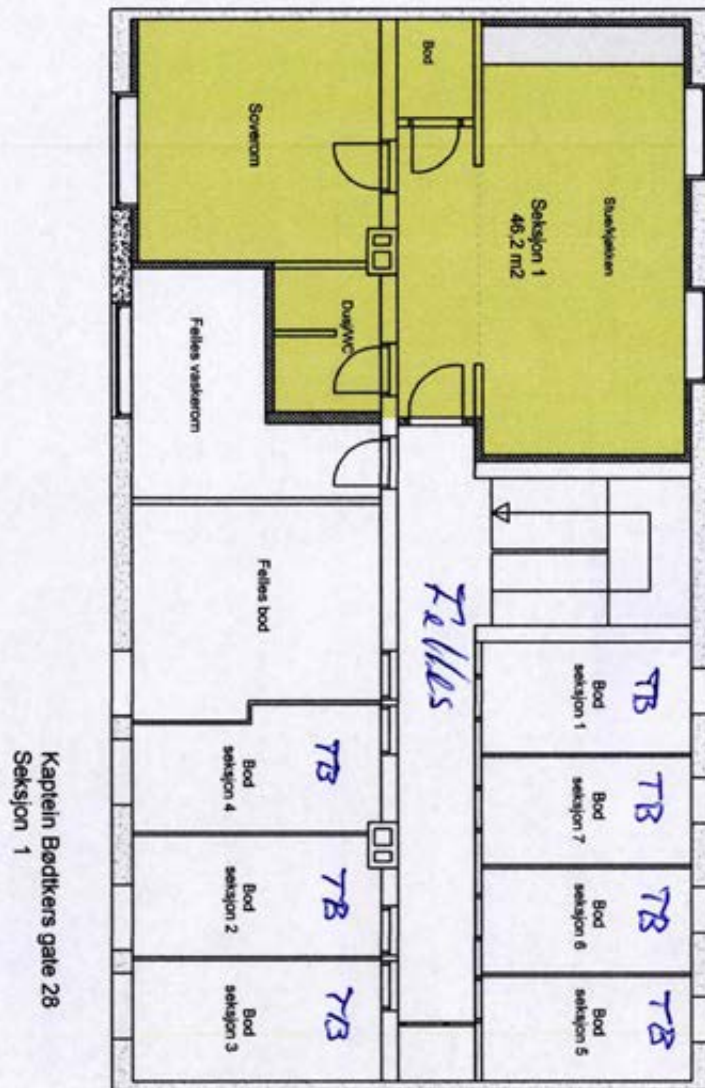 Bod
Soverom
Stue/kjøkken
Seksjon 1
46,2 m2
Dusj/WC
Felles vaskerom
Felles bod
Felles
TB
Bod
seksjon 1
TB
Bod
seksjon 7
TB
Bod
seksjon 6
TB
Bod
seksjon 5
TB
Bod
seksjon 4
TB
Bod
seksjon 2
TB
Bod
seksjon 3
Kaptein Bødtkers gate 28
Seksjon 1